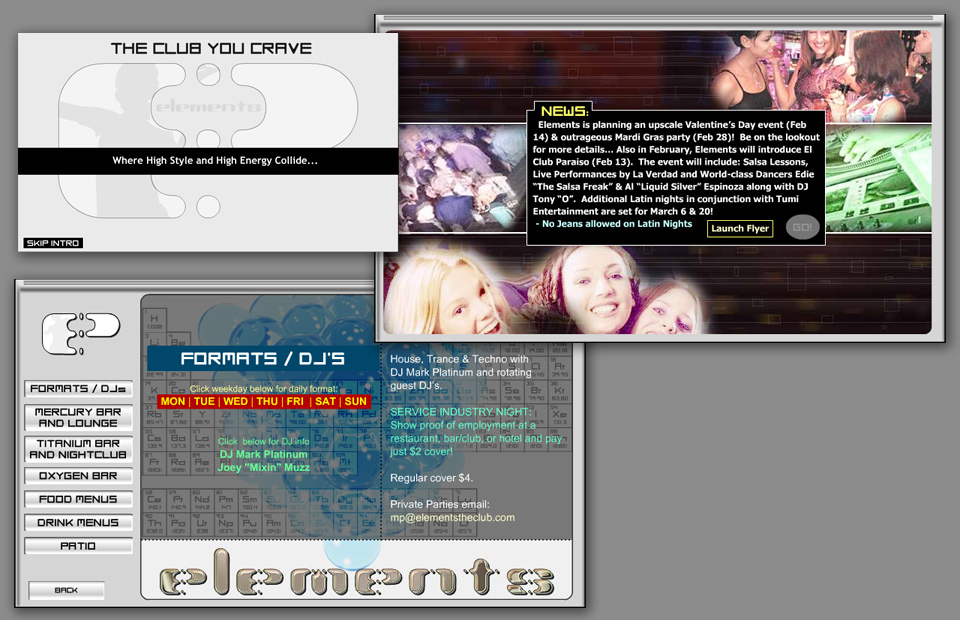 THE CLUB YOU CRAVE
elements
Where High Style and High Energy Collide...
SKIP INTRO
NEWS:
Elements is planning an upscale Valentine's Day event (Feb
14) & outrageous Mardi Gras party (Feb 28)!  Be on the lookout
for more details... Also in February, Elements will introduce El
Club Paraiso (Feb 13).  The event will include: Salsa Lessons,
Live Performances by La Verdad and World-class Dancers Edie
"The Salsa Freak" & Al "Liquid Silver" Espinoza along with DJ
Tony "O".  Additional Latin nights in conjunction with Tumi
Entertainment are set for March 6 & 20!
- No Jeans allowed on Latin Nights
Launch Flyer
GO!
FORMATS / DJs
MERCURY BAR
AND LOUNGE
TITANIUM BAR
AND NIGHTCLUB
OXYGEN BAR
FOOD MENUS
DRINK MENUS
PATIO
BACK
FORMATS / DJ'S
Click weekday below for daily format:
MON | TUE | WED | THU | FRI | SAT | SUN
Click below for DJ info
DJ Mark Platinum
Joey "Mixin" Muzz
House, Trance & Techno with
DJ Mark Platinum and rotating
guest DJ's.
SERVICE INDUSTRY NIGHT:
Show proof of employment at a
restaurant, bar/club, or hotel and pay
just $2 cover!
Regular cover $4.
Private Parties email:
mp@elementstheclub.com
elements